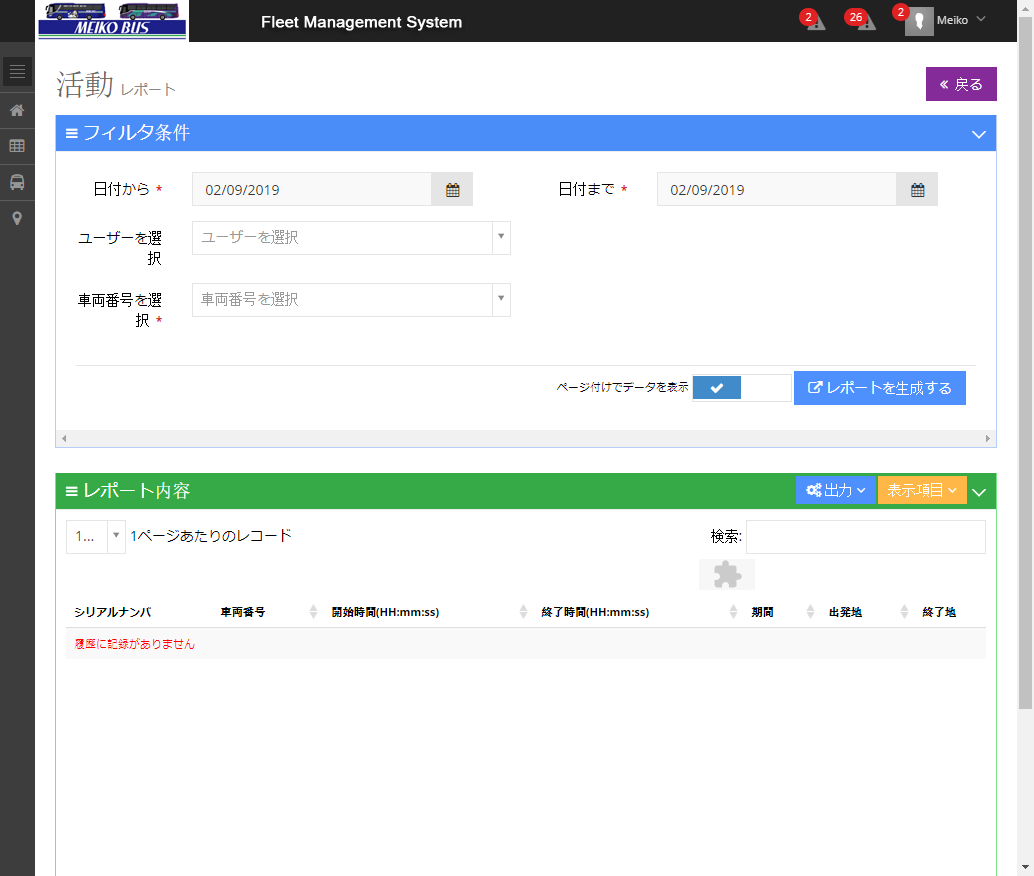 MEIKO BUS
Fleet Management System
2
26
2
Meiko
活動 レポート
« 戻る
フィルタ条件
日付から *
02/09/2019
日付まで *
02/09/2019
ユーザーを選
択
ユーザーを選択
車両番号を選
択 *
車両番号を選択
ページ付けでデータを表示
レポートを生成する
レポート内容
出力
表示項目
1...
1ページあたりのレコード
検索:
シリアルナンバ 車両番号 開始時間(HH:mm:ss) 終了時間(HH:mm:ss) 期間 出発地 終了地
履歴に記録がありません